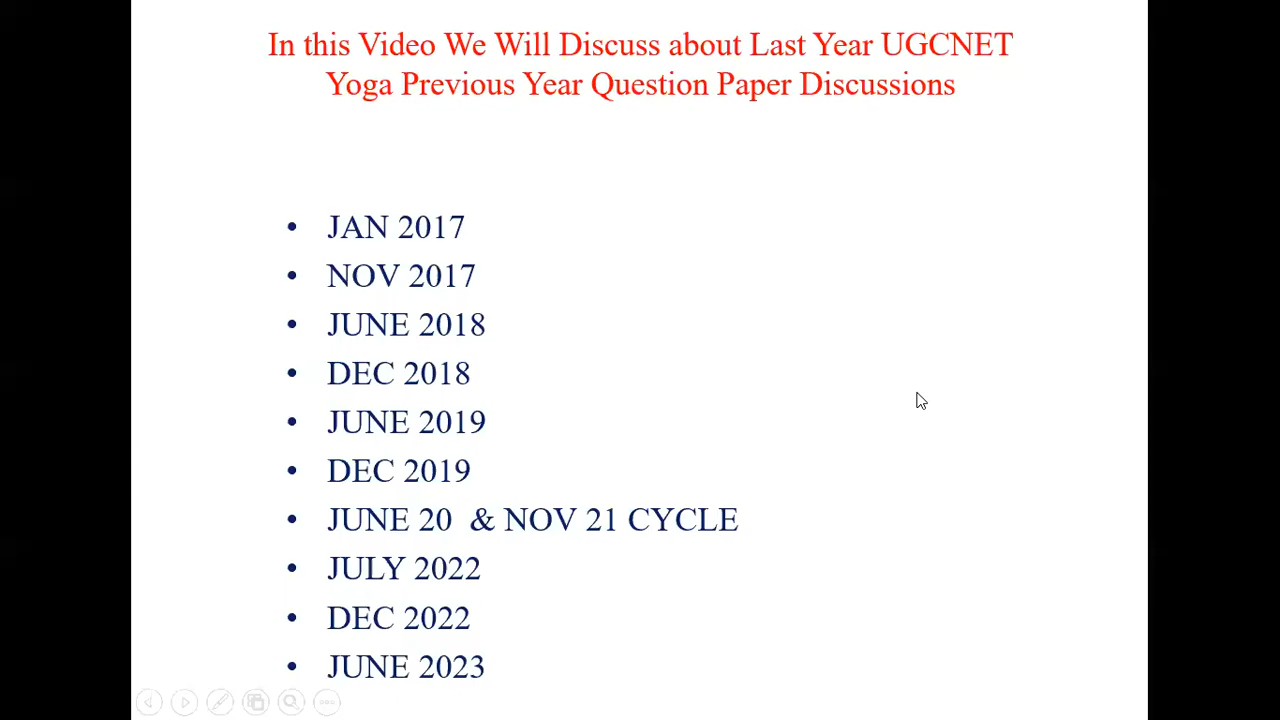 In this Video We Will Discuss about Last Year UGCNET
Yoga Previous Year Question Paper Discussions
• JAN 2017
• NOV 2017
• JUNE 2018
• DEC 2018
• JUNE 2019
• DEC 2019
• JUNE 20 & NOV 21 CYCLE
• JULY 2022
• DEC 2022
• JUNE 2023